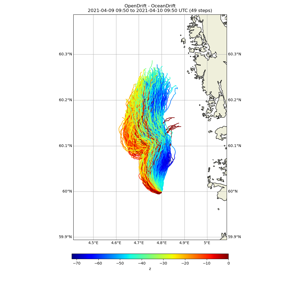 OpenDrift - OceanDrift
2021-04-09 09:50 to 2021-04-10 09:50 UTC (49 steps)
60.3°N 60.3°N
60.2°N 60.2°N
60.1°N 60.1°N
60°N 60°N
59.9°N 59.9°N
4.5°E 4.6°E 4.7°E 4.8°E 4.9°E 5°E
−70 −60 −50 −40 −30 −20 −10 0
z